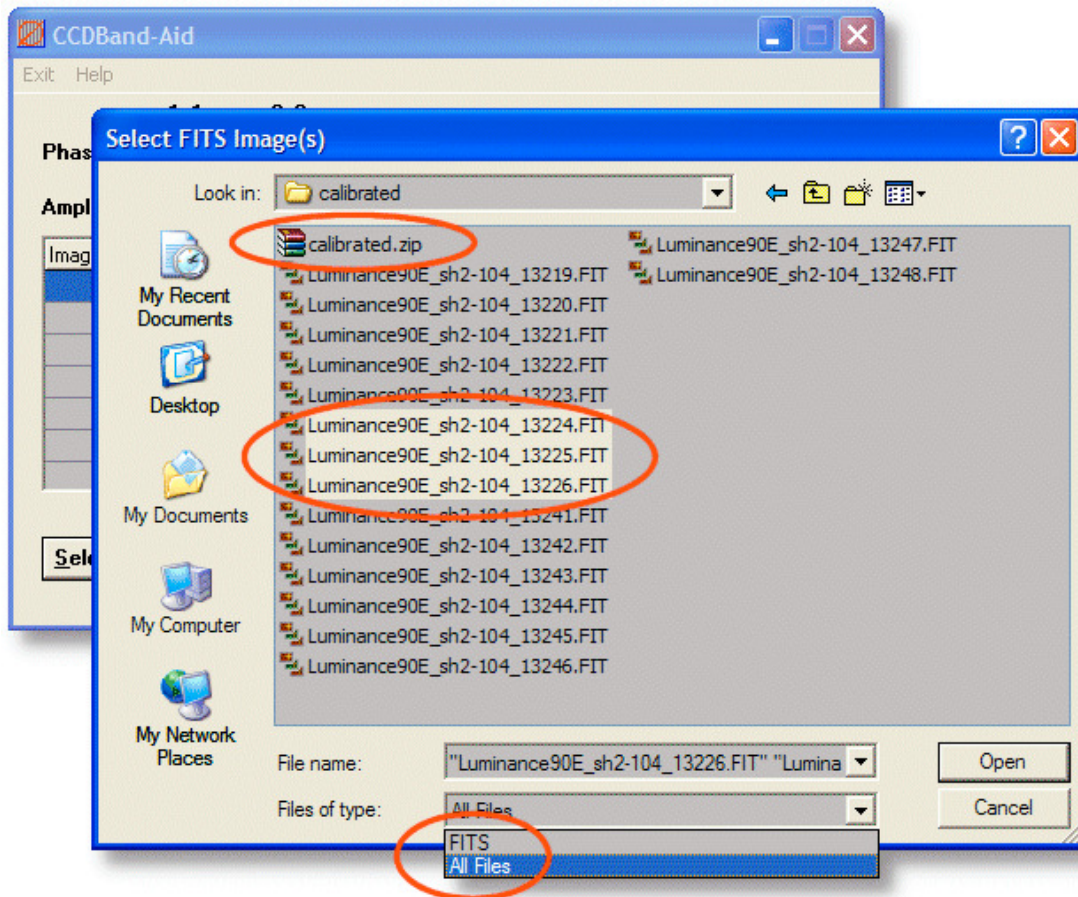 CCDBand-Aid
Exit Help
Phas
Ampl
Imag
Sele
Select FITS Image(s)
Look in: calibrated
My Recent
Documents
Desktop
My Documents
My Computer
My Network
Places
calibrated.zip
Luminance90E_sh2-104_13219.FIT
Luminance90E_sh2-104_13220.FIT
Luminance90E_sh2-104_13221.FIT
Luminance90E_sh2-104_13222.FIT
Luminance90E_sh2-104_13223.FIT
Luminance90E_sh2-104_13224.FIT
Luminance90E_sh2-104_13225.FIT
Luminance90E_sh2-104_13226.FIT
Luminance90E_sh2-104_13241.FIT
Luminance90E_sh2-104_13242.FIT
Luminance90E_sh2-104_13243.FIT
Luminance90E_sh2-104_13244.FIT
Luminance90E_sh2-104_13245.FIT
Luminance90E_sh2-104_13246.FIT
Luminance90E_sh2-104_13247.FIT
Luminance90E_sh2-104_13248.FIT
File name: "Luminance90E_sh2-104_13226.FIT" "Lumina
Open
Files of type: All Files
Cancel
FITS
All Files